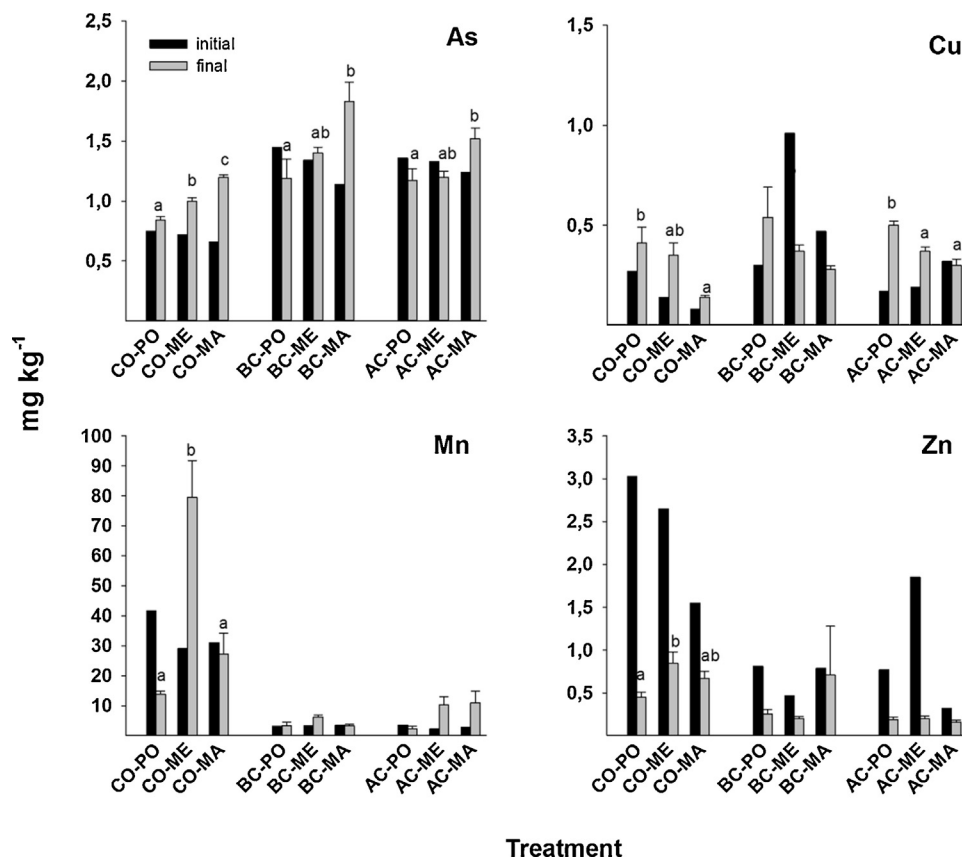 As
2,5
2,0
1,5
1,0
0,5
initial
final
a
b
c
a
ab
b
a
ab
b
CO-PO
CO-ME
CO-MA
BC-PO
BC-ME
BC-MA
AC-PO
AC-ME
AC-MA
Cu
1,5
1,0
0,5
b
ab
a
b
a
a
CO-PO
CO-ME
CO-MA
BC-PO
BC-ME
BC-MA
AC-PO
AC-ME
AC-MA
mg kg⁻¹
Mn
100
90
80
70
60
50
40
30
20
10
a
b
a
CO-PO
CO-ME
CO-MA
BC-PO
BC-ME
BC-MA
AC-PO
AC-ME
AC-MA
Zn
3,5
3,0
2,5
2,0
1,5
1,0
0,5
a
b
ab
CO-PO
CO-ME
CO-MA
BC-PO
BC-ME
BC-MA
AC-PO
AC-ME
AC-MA
Treatment